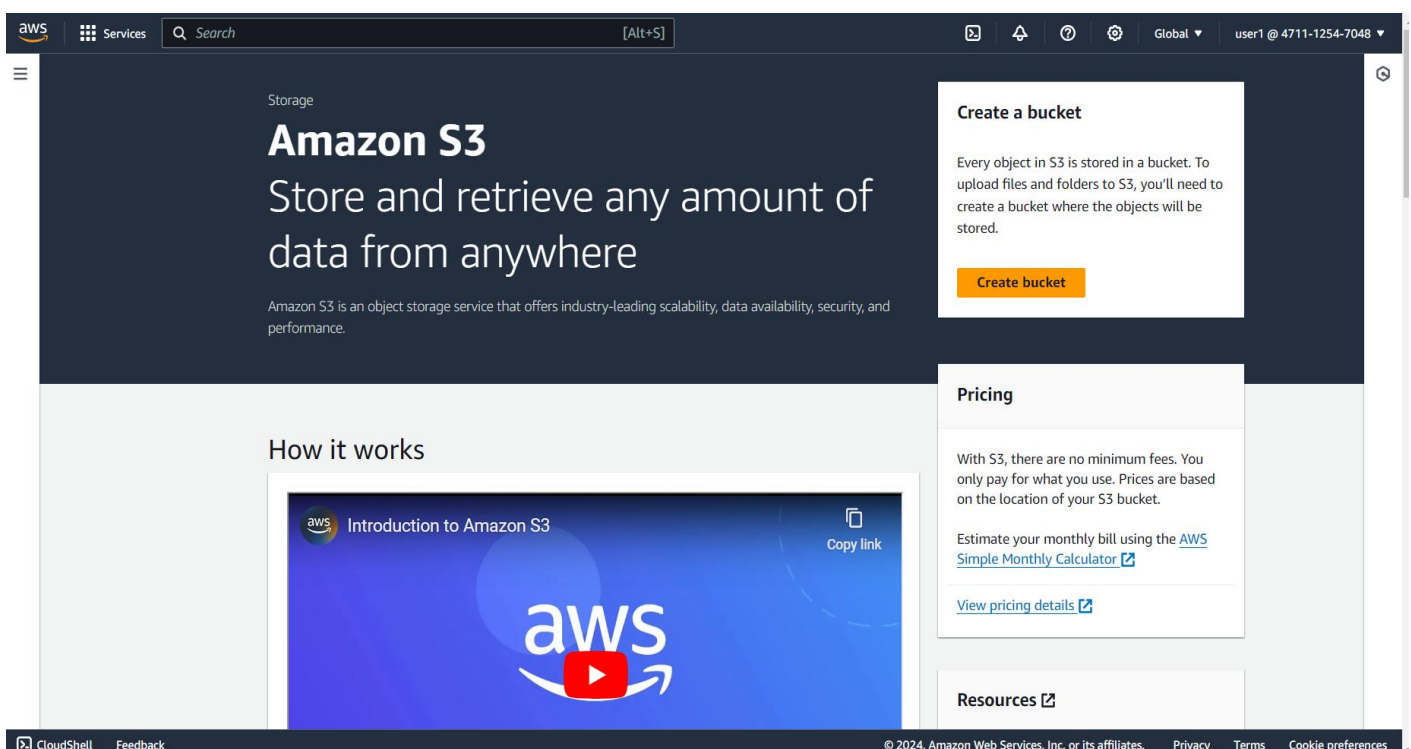 aws
Services
Search
[Alt+S]
Global
user1 @ 4711-1254-7048
Storage
Amazon S3
Store and retrieve any amount of
data from anywhere
Amazon S3 is an object storage service that offers industry-leading scalability, data availability, security, and
performance.
Create a bucket
Every object in S3 is stored in a bucket. To
upload files and folders to S3, you'll need to
create a bucket where the objects will be
stored.
Create bucket
Pricing
With S3, there are no minimum fees. You
only pay for what you use. Prices are based
on the location of your S3 bucket.
Estimate your monthly bill using the AWS
Simple Monthly Calculator
View pricing details
How it works
aws
Introduction to Amazon S3
Copy link
aws
Resources
CloudShell
Feedback
© 2024, Amazon Web Services, Inc. or its affiliates.
Privacy
Terms
Cookie preferences